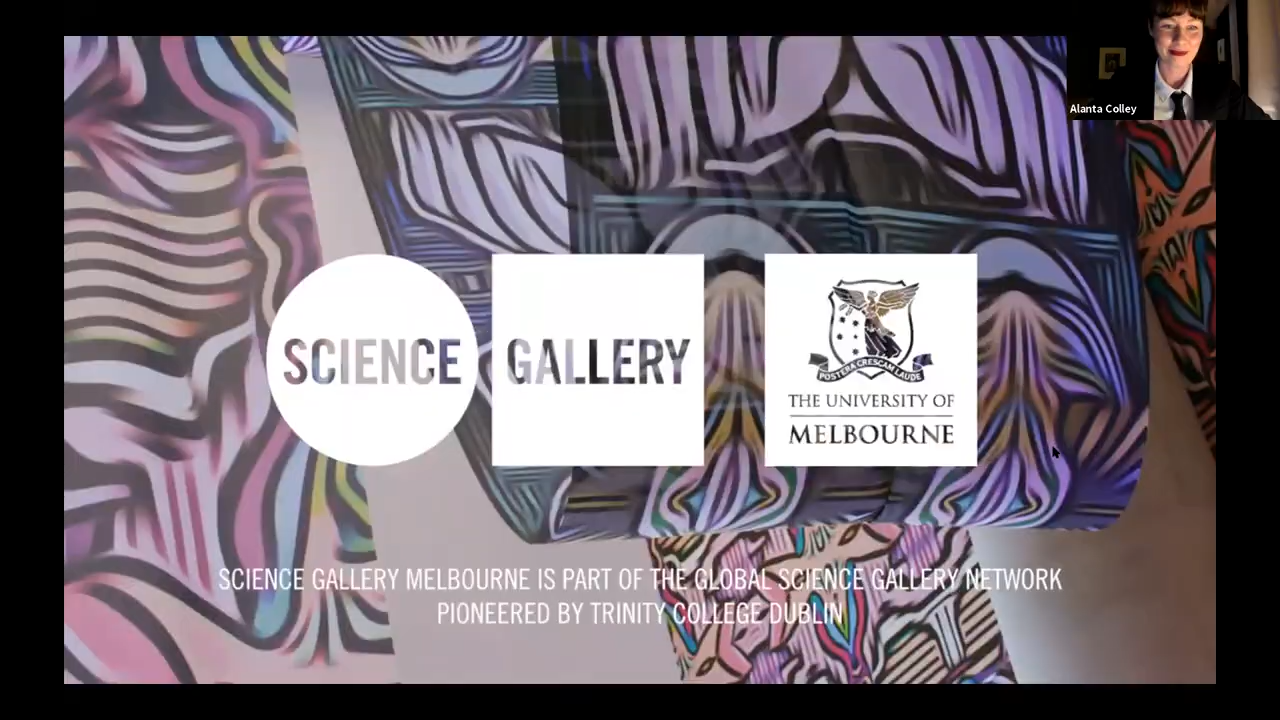 Alanta Colley
SCIENCE GALLERY
POSTERA CRESCAM LAUDE
THE UNIVERSITY OF
MELBOURNE
SCIENCE GALLERY MELBOURNE IS PART OF THE GLOBAL SCIENCE GALLERY NETWORK
PIONEERED BY TRINITY COLLEGE DUBLIN